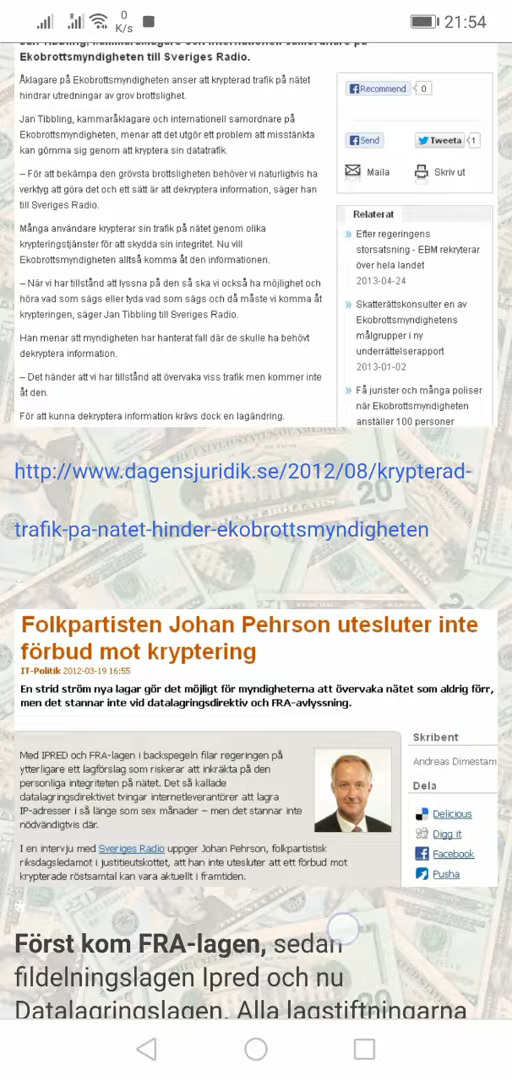 0
K/s
21:54
Jan Tibbling, kammaråklagare och internationell samordnare på
Ekobrottsmyndigheten till Sveriges Radio.
Åklagare på Ekobrottsmyndigheten anser att krypterad trafik på nätet
hindrar utredningar av grov brottslighet.
Jan Tibbling, kammaråklagare och internationell samordnare på
Ekobrottsmyndigheten, menar att det utgör ett problem att misstänkta
kan gömma sig genom att kryptera sin datatrafik.
– För att bekämpa den grövsta brottsligheten behöver vi naturligtvis ha
verktyg att göra det och ett sätt är att dekryptera information, säger han
till Sveriges Radio.
Många användare krypterar sin trafik på nätet genom olika
krypteringstjänster för att skydda sin integritet. Nu vill
Ekobrottsmyndigheten alltså komma åt den informationen.
– När vi har tillstånd att lyssna på den så ska vi också ha möjlighet och
höra vad som sägs eller tyda vad som sägs och då måste vi komma åt
krypteringen, säger Jan Tibbling till Sveriges Radio.
Han menar att myndigheten har hanterat fall där de skulle ha behövt
dekryptera information.
– Det händer att vi har tillstånd att övervaka viss trafik men kommer inte
åt den.
För att kunna dekryptera information krävs dock en lagändring.
Recommend 0
Send Tweeta 1
Maila Skriv ut
Relaterat
» Efter regeringens
storsatsning - EBM rekryterar
över hela landet
2013-04-24
» Skatterättskonsulter en av
Ekobrottsmyndighetens
målgrupper i ny
underrättelserapport
2013-01-02
» Få jurister och många poliser
när Ekobrottsmyndigheten
anställer 100 personer
http://www.dagensjuridik.se/2012/08/krypterad-
trafik-pa-natet-hinder-ekobrottsmyndigheten
*
Folkpartisten Johan Pehrson utesluter inte
förbud mot kryptering
IT-Politik 2012-03-19 16:55
En strid ström nya lagar gör det möjligt för myndigheterna att övervaka nätet som aldrig förr,
men det stannar inte vid datalagringsdirektiv och FRA-avlyssning.
Med IPRED och FRA-lagen i backspegeln filar regeringen på
ytterligare ett lagförslag som riskerar att inkräkta på den
personliga integriteten på nätet. Det så kallade
datalagringsdirektivet tvingar internetleverantörer att lagra
IP-adresser i så länge som sex månader – men det stannar inte
nödvändigtvis där.
I en intervju med Sveriges Radio uppger Johan Pehrson, folkpartistisk
riksdagsledamot i justitieutskottet, att han inte utesluter att ett förbud mot
krypterade röstsamtal kan vara aktuellt i framtiden.
Skribent
Andreas Dimestam
Dela
Delicious
Digg it
Facebook
Pusha
*
Först kom FRA-lagen, sedan
fildelningslagen Ipred och nu
Datalagringslagen. Alla lagstiftningarna